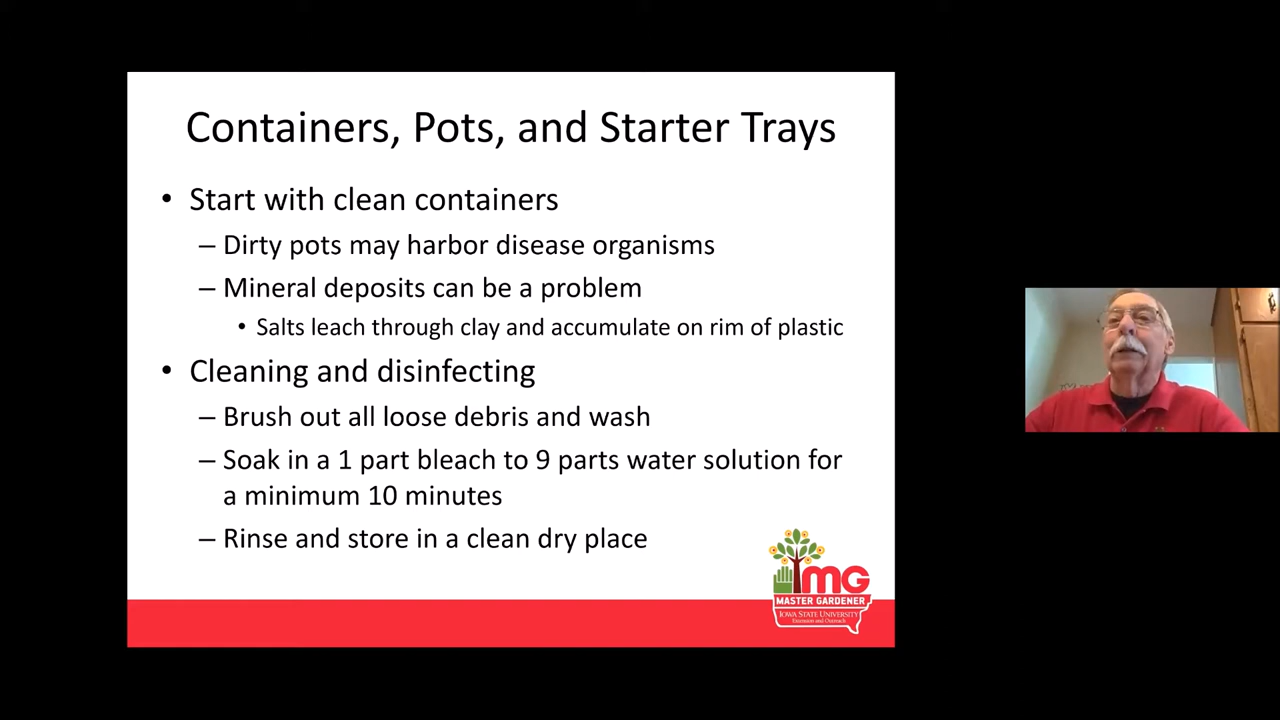 Containers, Pots, and Starter Trays
• Start with clean containers
– Dirty pots may harbor disease organisms
– Mineral deposits can be a problem
• Salts leach through clay and accumulate on rim of plastic
• Cleaning and disinfecting
– Brush out all loose debris and wash
– Soak in a 1 part bleach to 9 parts water solution for
a minimum 10 minutes
– Rinse and store in a clean dry place
MG
MASTER GARDENER
IOWA STATE UNIVERSITY
Extension and Outreach